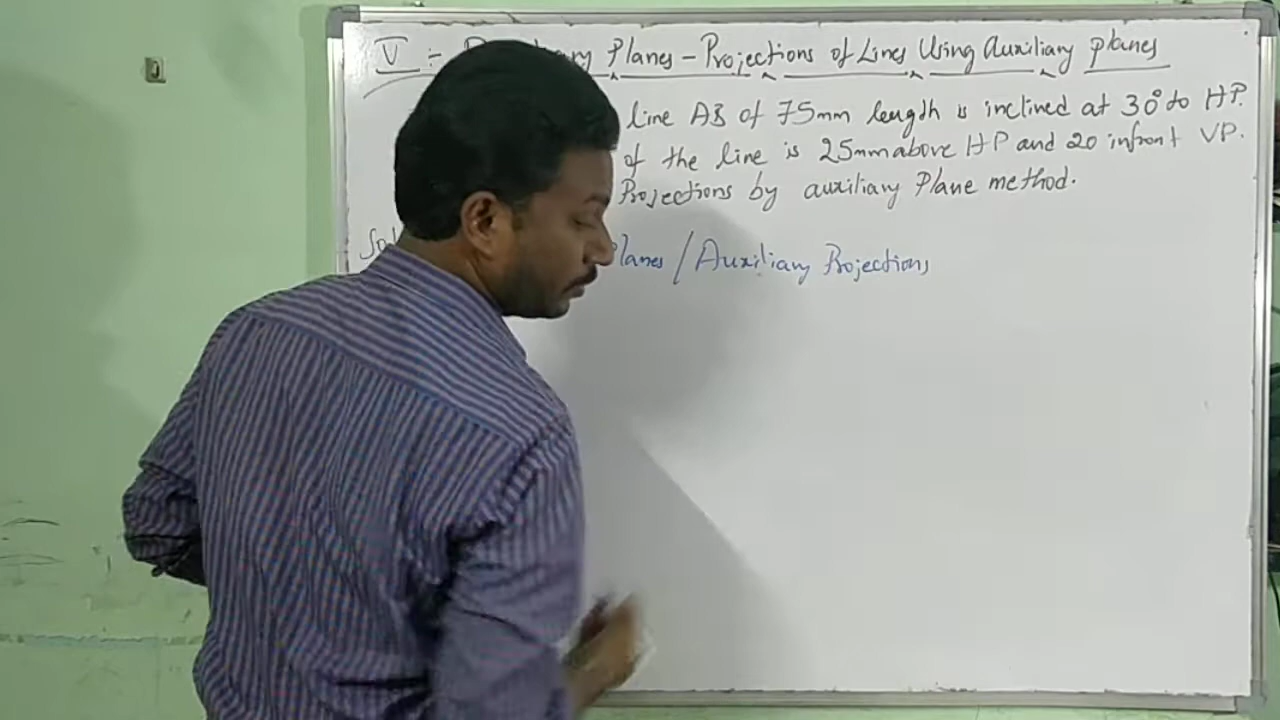 V :- Planes - Projections of Lines Using Auxiliary planes
line AB of 75mm length is inclined at 30° to HP.
of the line is 25mm above HP and 20 infront VP.
Projections by auxiliary Plane method.
Planes / Auxiliary Projections